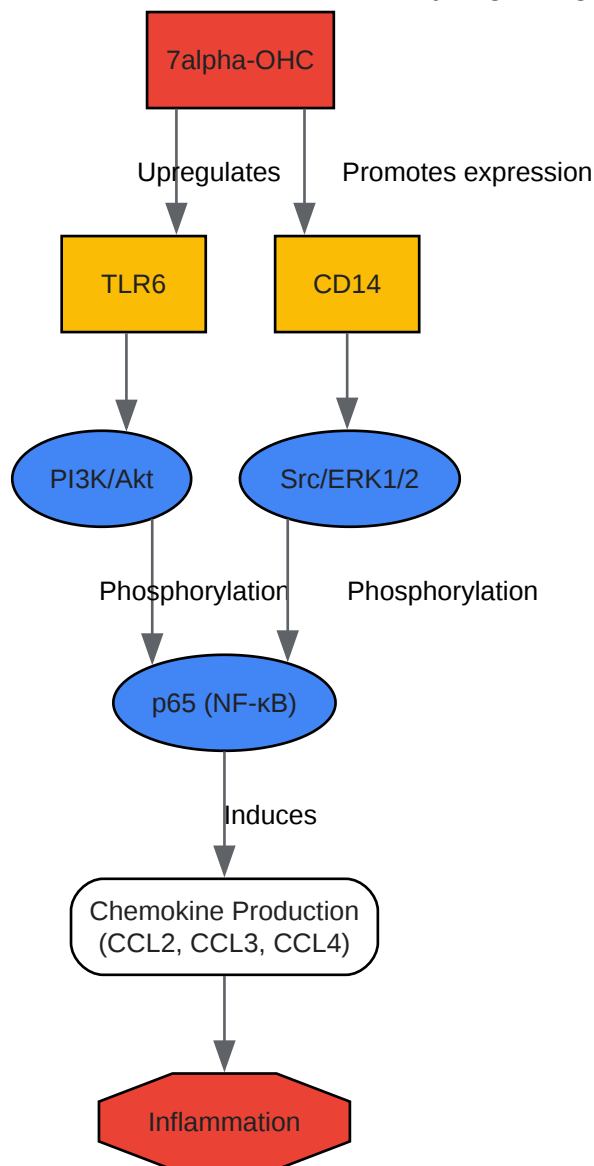 7alpha-OHC
Upregulates
Promotes expression
TLR6
CD14
PI3K/Akt
Src/ERK1/2
Phosphorylation
Phosphorylation
p65 (NF-κB)
Induces
Chemokine Production
(CCL2, CCL3, CCL4)
Inflammation